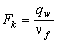 F_k = q_w / v_f